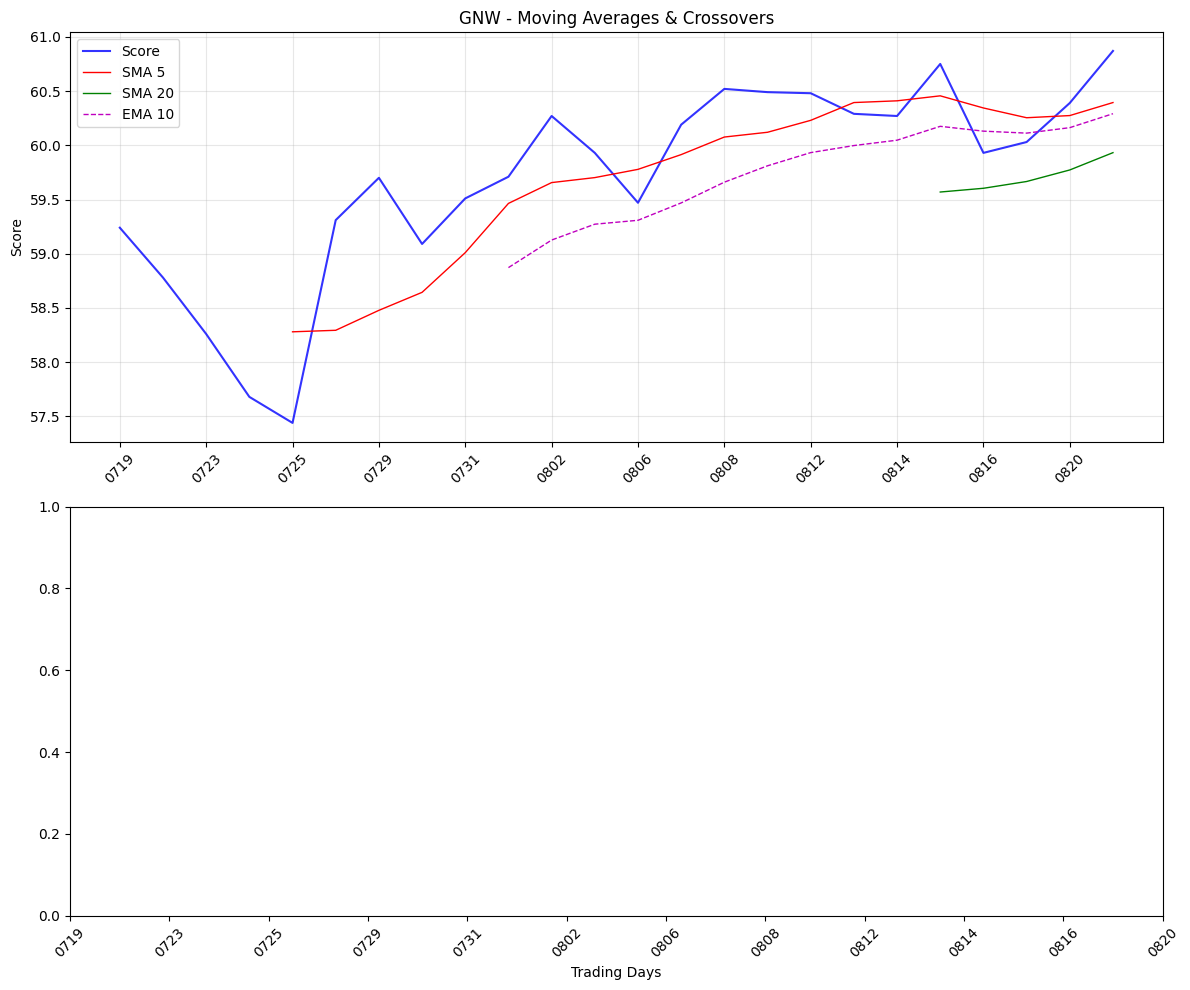 GNW - Moving Averages & Crossovers
Score
SMA 5
SMA 20
EMA 10
Score
61.0
60.5
60.0
59.5
59.0
58.5
58.0
57.5
0719 0723 0725 0729 0731 0802 0806 0808 0812 0814 0816 0820
1.0
0.8
0.6
0.4
0.2
0.0
0719 0723 0725 0729 0731 0802 0806 0808 0812 0814 0816 0820
Trading Days